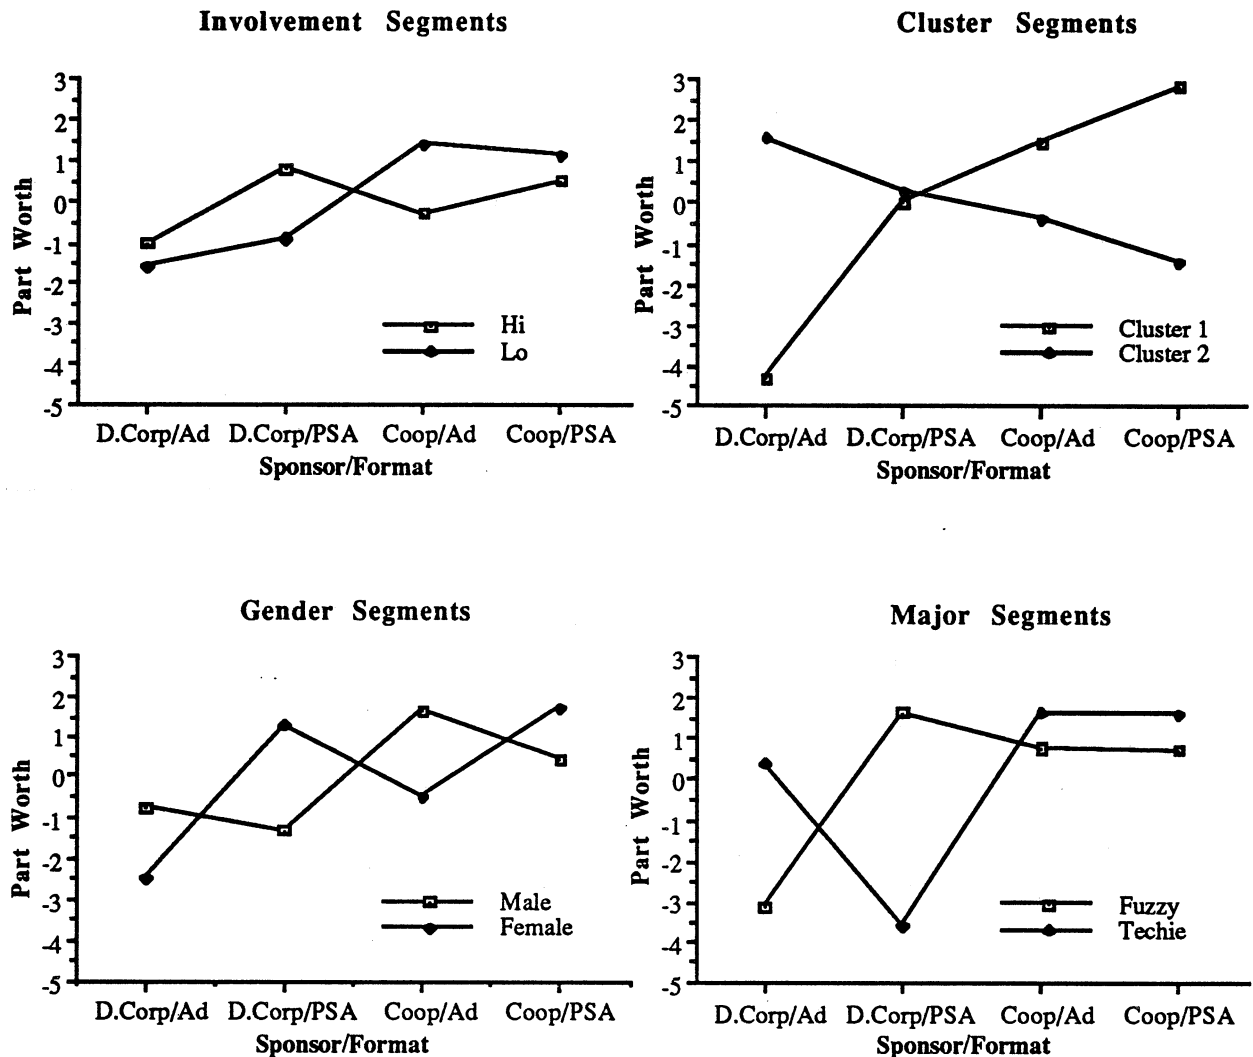 Involvement Segments
3
2
1
0
-1
-2
-3
-4
-5
Part Worth
Hi
Lo
D.Corp/Ad D.Corp/PSA Coop/Ad Coop/PSA
Sponsor/Format
Cluster Segments
3
2
1
0
-1
-2
-3
-4
-5
Part Worth
Cluster 1
Cluster 2
D.Corp/Ad D.Corp/PSA Coop/Ad Coop/PSA
Sponsor/Format
Gender Segments
3
2
1
0
-1
-2
-3
-4
-5
Part Worth
Male
Female
D.Corp/Ad D.Corp/PSA Coop/Ad Coop/PSA
Sponsor/Format
Major Segments
3
2
1
0
-1
-2
-3
-4
-5
Part Worth
Fuzzy
Techie
D.Corp/Ad D.Corp/PSA Coop/Ad Coop/PSA
Sponsor/Format